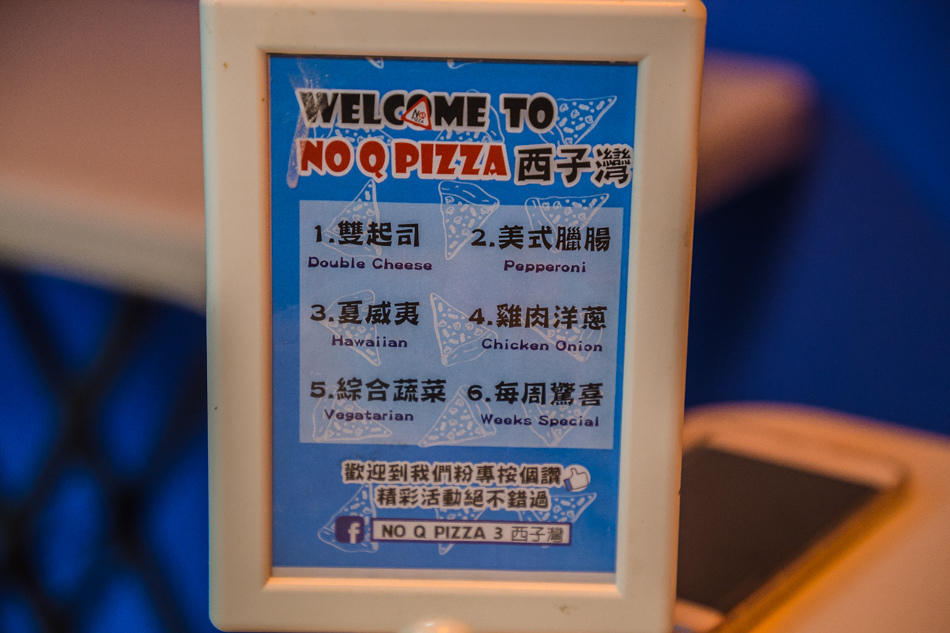 WELCOME TO
NO Q PIZZA 西子灣
1.雙起司 2.美式臘腸
Double Cheese Pepperoni
3.夏威夷 4.雞肉洋蔥
Hawaiian Chicken Onion
5.綜合蔬菜 6.每周驚喜
Vegatarian Weeks Special
歡迎到我們粉專按個讚
精彩活動絕不錯過
f NO Q PIZZA 3 西子灣